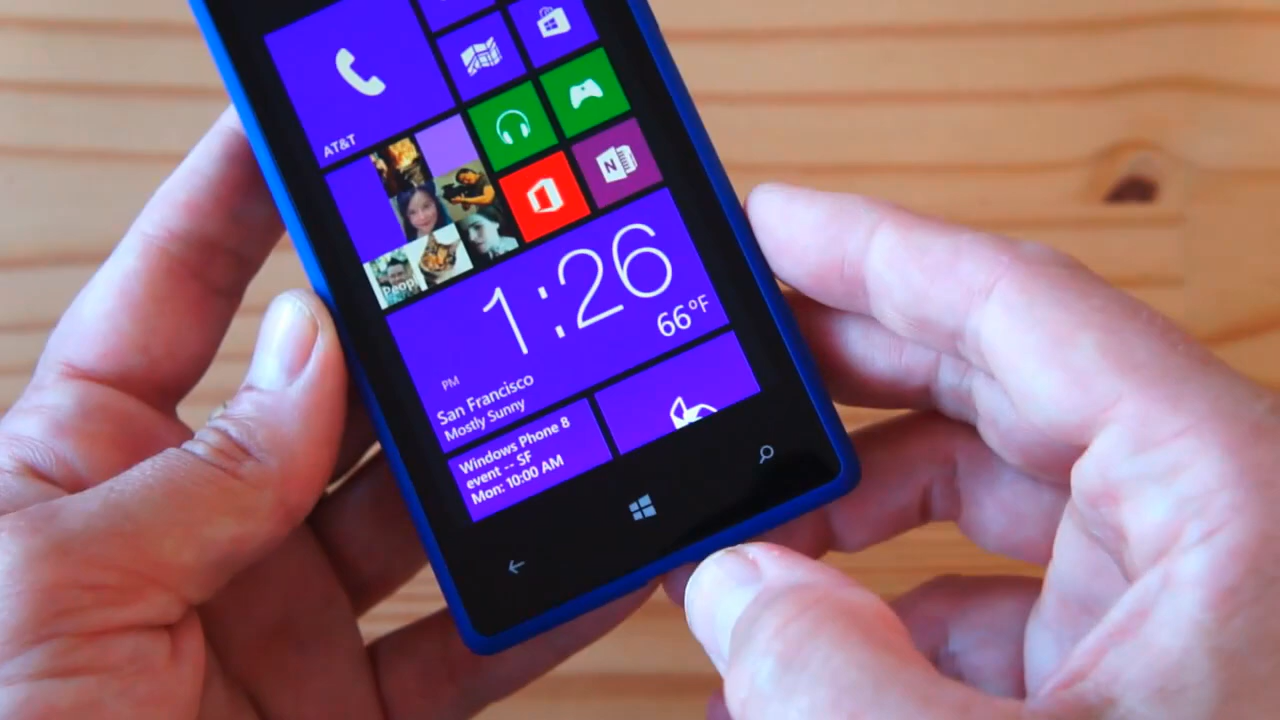 AT&T
Peop
N
1:26
66°F
PM
San Francisco
Mostly Sunny
Windows Phone 8
event -- SF
Mon: 10:00 AM